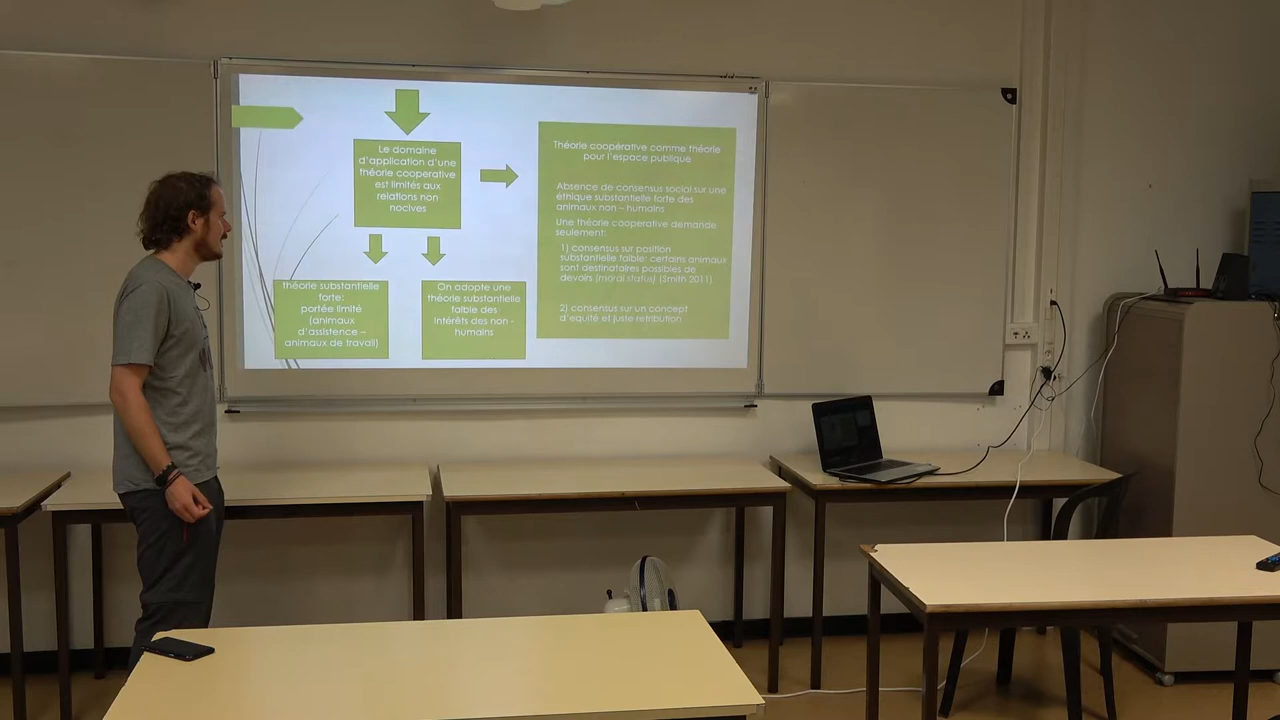 Le domaine
d'application d'une
théorie cooperative
est limités aux
relations non
nocives
théorie substantielle
forte:
portée limité
(animaux
d'assistence –
animaux de travail)
On adopte une
théorie substantielle
faible des
intérêts des non -
humains
Théorie coopérative comme théorie
pour l'espace publique
Absence de consensus social sur une
éthique substantielle forte des
animaux non – humains
Une théorie cooperative demande
seulement:
1) consensus sur position
substantielle faible: certains animaux
sont destinataires possibles de
devoirs (moral status) (Smith 2011)
2) consensus sur un concept
d'equité et juste retribution